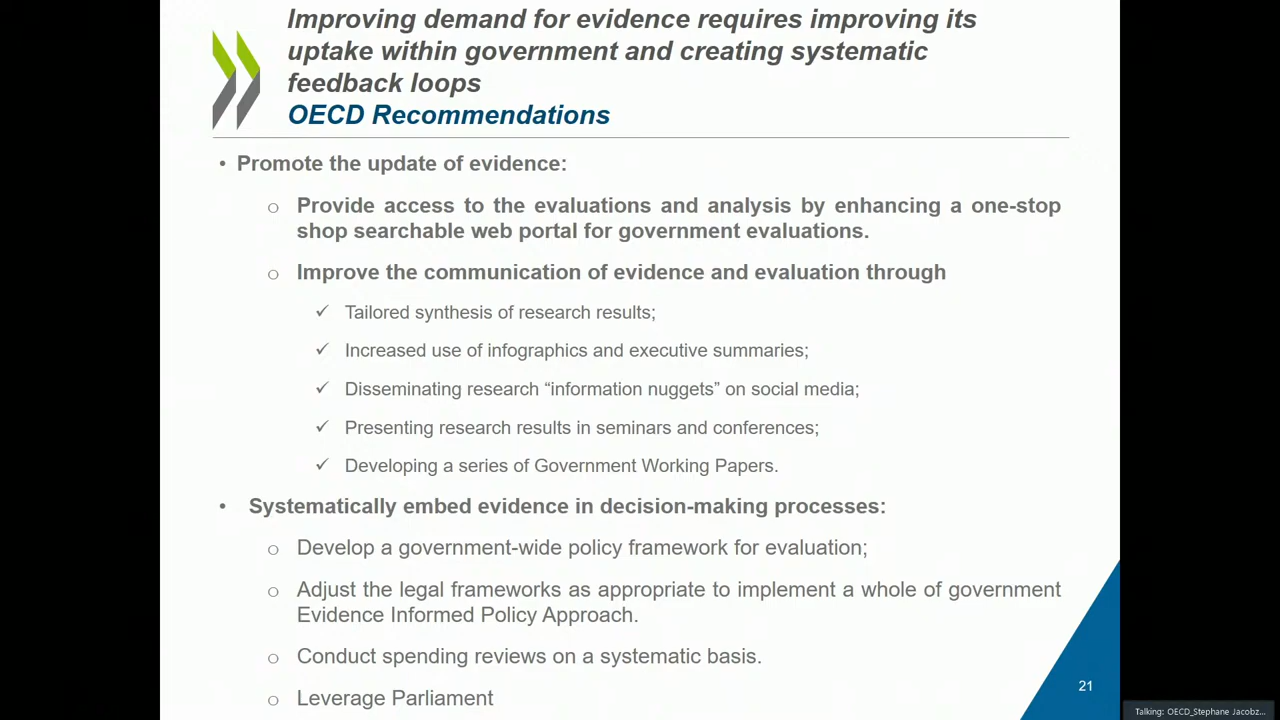 Improving demand for evidence requires improving its
uptake within government and creating systematic
feedback loops
OECD Recommendations
• Promote the update of evidence:
o Provide access to the evaluations and analysis by enhancing a one-stop
shop searchable web portal for government evaluations.
o Improve the communication of evidence and evaluation through
✓ Tailored synthesis of research results;
✓ Increased use of infographics and executive summaries;
✓ Disseminating research “information nuggets” on social media;
✓ Presenting research results in seminars and conferences;
✓ Developing a series of Government Working Papers.
• Systematically embed evidence in decision-making processes:
o Develop a government-wide policy framework for evaluation;
o Adjust the legal frameworks as appropriate to implement a whole of government
Evidence Informed Policy Approach.
o Conduct spending reviews on a systematic basis.
o Leverage Parliament
21
Talking: OECD_Stephane Jacobz...